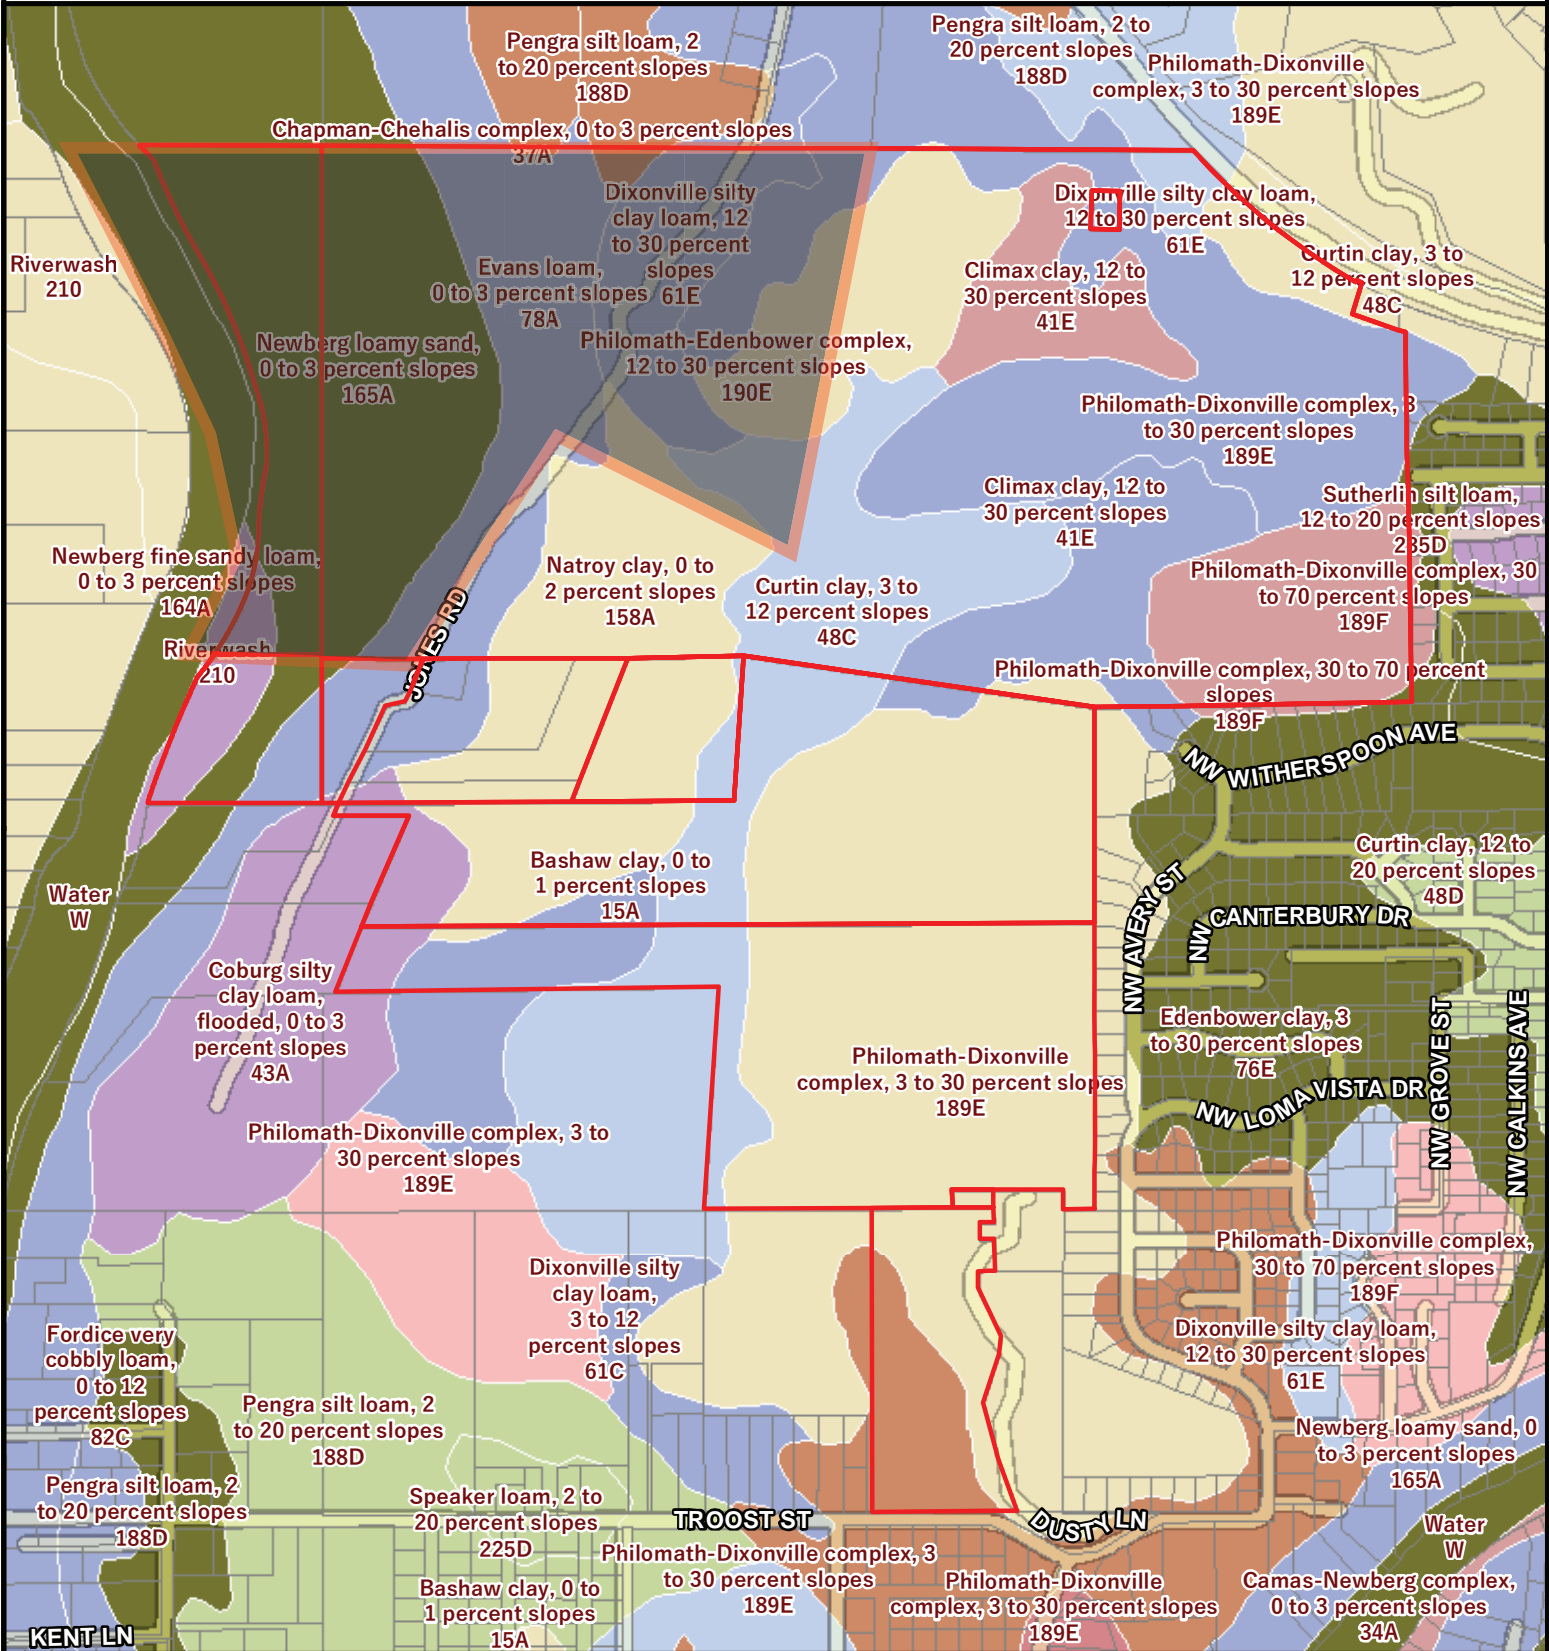 Pengra silt loam, 2
to 20 percent slopes
188D
Pengra silt loam, 2 to
20 percent slopes
188D
Philomath-Dixonville
complex, 3 to 30 percent slopes
189E
Chapman-Chehalis complex, 0 to 3 percent slopes
37A
Dixonville silty
clay loam, 12
to 30 percent
slopes
61E
Dixonville silty clay loam,
12 to 30 percent slopes
61E
Riverwash
210
Evans loam,
0 to 3 percent slopes
78A
Climax clay, 12 to
30 percent slopes
41E
Curtin clay, 3 to
12 percent slopes
48C
Newberg loamy sand,
0 to 3 percent slopes
165A
Philomath-Edenbower complex,
12 to 30 percent slopes
190E
Philomath-Dixonville complex, 3
to 30 percent slopes
189E
Climax clay, 12 to
30 percent slopes
41E
Sutherlin silt loam,
12 to 20 percent slopes
235D
Newberg fine sandy loam,
0 to 3 percent slopes
164A
Natroy clay, 0 to
2 percent slopes
158A
Curtin clay, 3 to
12 percent slopes
48C
Philomath-Dixonville complex, 30
to 70 percent slopes
189F
JONES RD
Riverwash
210
Philomath-Dixonville complex, 30 to 70 percent
slopes
189F
NW WITHERSPOON AVE
Bashaw clay, 0 to
1 percent slopes
15A
Curtin clay, 12 to
20 percent slopes
48D
Water
W
NW AVERY ST
NW CANTERBURY DR
Coburg silty
clay loam,
flooded, 0 to 3
percent slopes
43A
Edenbower clay, 3
to 30 percent slopes
76E
Philomath-Dixonville
complex, 3 to 30 percent slopes
189E
NW LOMA VISTA DR
NW GROVE ST
NW CALKINS AVE
Philomath-Dixonville complex, 3 to
30 percent slopes
189E
Philomath-Dixonville complex,
30 to 70 percent slopes
189F
Dixonville silty
clay loam,
3 to 12
percent slopes
61C
Fordice very
cobbly loam,
0 to 12
percent slopes
82C
Dixonville silty clay loam,
12 to 30 percent slopes
61E
Pengra silt loam, 2
to 20 percent slopes
188D
Newberg loamy sand, 0
to 3 percent slopes
165A
Pengra silt loam, 2
to 20 percent slopes
188D
Speaker loam, 2 to
20 percent slopes
225D
TROOST ST
DUSTY LN
Water
W
Philomath-Dixonville complex, 3
to 30 percent slopes
189E
Bashaw clay, 0 to
1 percent slopes
15A
Philomath-Dixonville
complex, 3 to 30 percent slopes
189E
Camas-Newberg complex,
0 to 3 percent slopes
34A
KENT LN